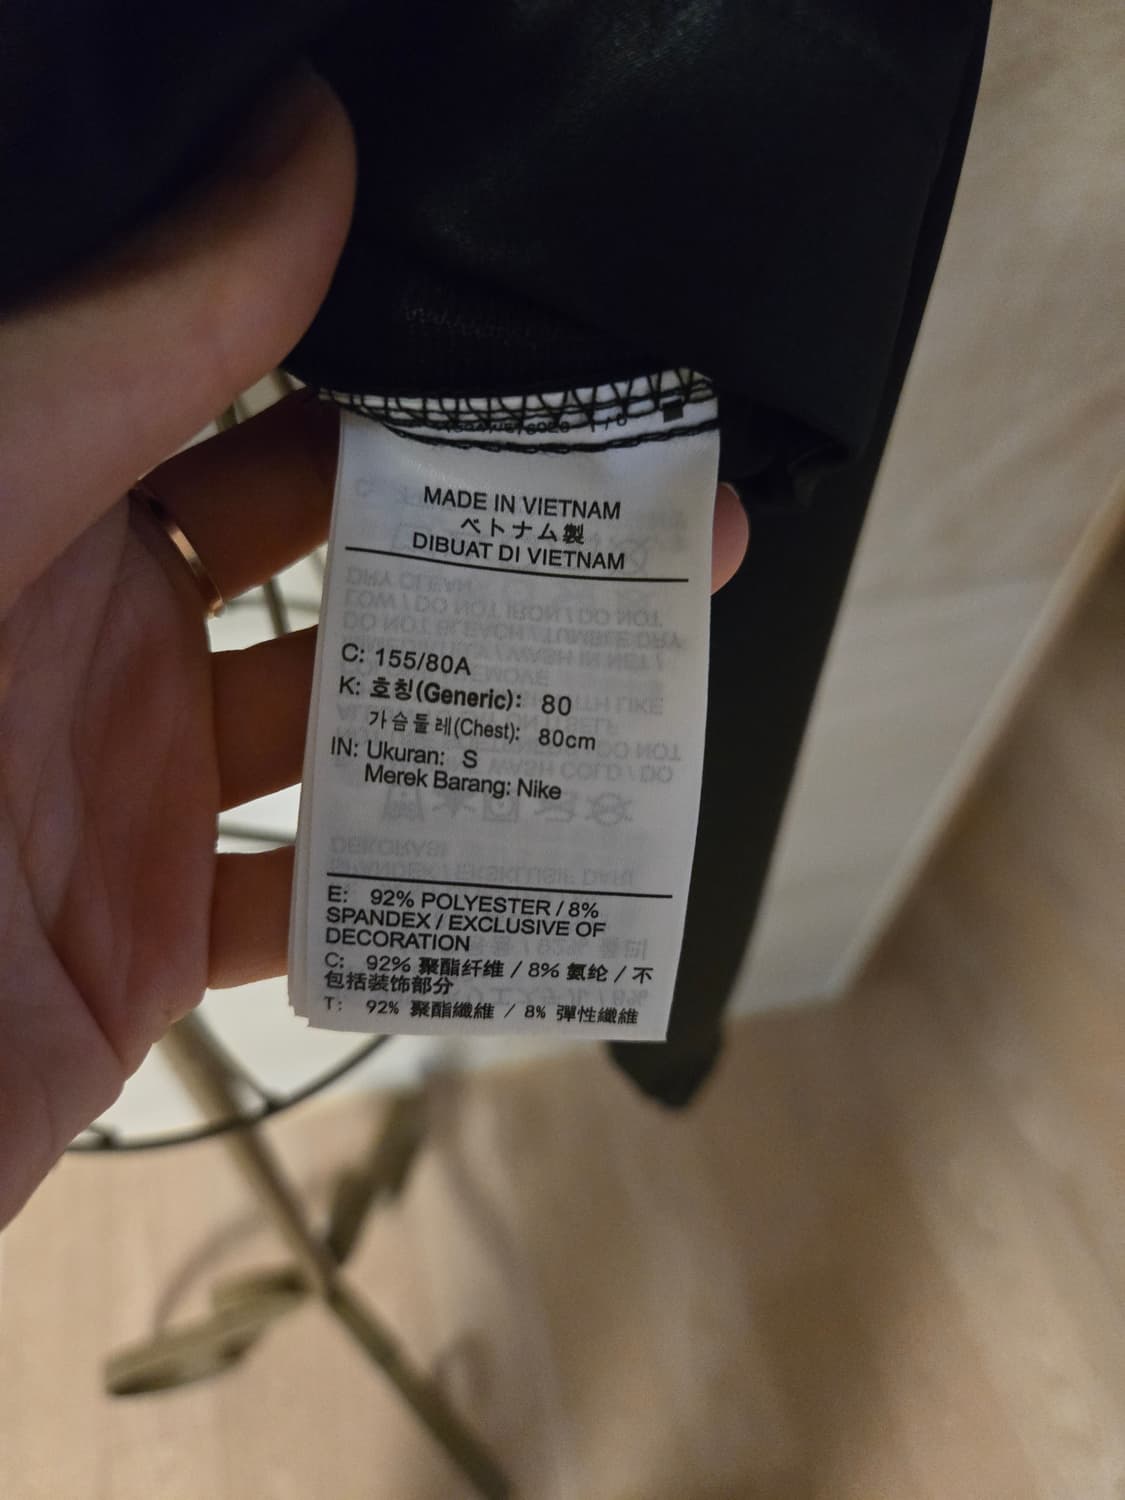 MADE IN VIETNAM
ベトナム製
DIBUAT DI VIETNAM
C: 155/80A
K: 호칭(Generic): 80
가슴둘레(Chest): 80cm
IN: Ukuran: S
Merek Barang: Nike
E: 92% POLYESTER / 8%
SPANDEX / EXCLUSIVE OF
DECORATION
C: 92% 聚酯纤维 / 8% 氨纶 / 不
包括装饰部分
T: 92% 聚酯纖維 / 8% 彈性纖維